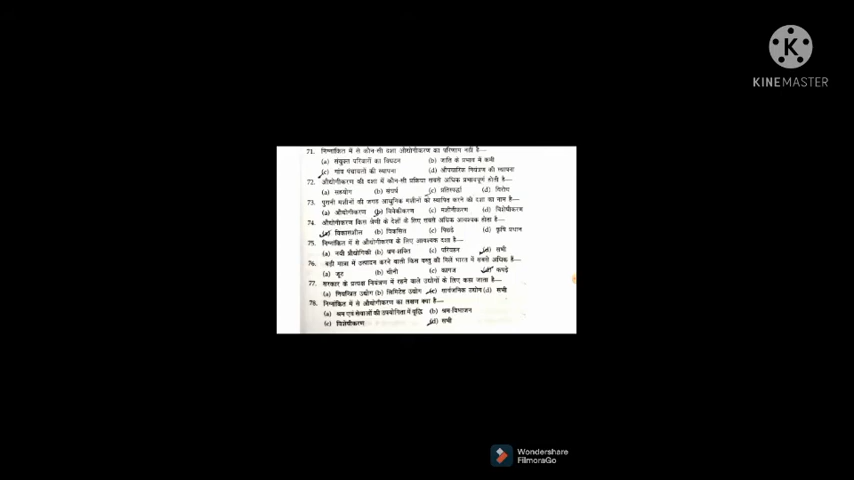 KINEMASTER
71. निम्नांकित में से कौन-सी दशा औद्योगीकरण का परिणाम नहीं है—
(a) संयुक्त परिवारों का विघटन (b) जाति के प्रभाव में कमी
(c) गांव पंचायतों की स्थापना (d) औपचारिक नियंत्रण की स्थापना
72. औद्योगीकरण की दशा में कौन-सी प्रक्रिया सबसे अधिक प्रभावपूर्ण होती है—
(a) सहयोग (b) संघर्ष (c) प्रतिस्पर्द्धा (d) विरोध
73. पुरानी मशीनों की जगह आधुनिक मशीनों को स्थापित करने की दशा का नाम है—
(a) औद्योगीकरण (b) विवेकीकरण (c) मशीनीकरण (d) विशेषीकरण
74. औद्योगीकरण किस श्रेणी के देशों के लिए सबसे अधिक आवश्यक होता है—
(a) विकासशील (b) विकसित (c) पिछड़े (d) कृषि प्रधान
75. निम्नांकित में से औद्योगीकरण के लिए आवश्यक दशा है—
(a) नयी प्रौद्योगिकी (b) श्रम शक्ति (c) परिवहन (d) सभी
76. बड़ी मात्रा में उत्पादन करने वाली किस वस्तु की मिलें भारत में सबसे अधिक है—
(a) जूट (b) चीनी (c) कागज (d) कपड़े
77. सरकार के प्रत्यक्ष नियंत्रण में रहने वाले उद्योगों के लिए कहा जाता है—
(a) नियन्त्रित उद्योग (b) लिमिटेड उद्योग (c) सार्वजनिक उद्योग (d) सभी
78. निम्नांकित में से औद्योगीकरण का लक्षण क्या है—
(a) श्रम एवं सेवाओं की उपयोगिता में वृद्धि (b) श्रम-विभाजन
(c) विशेषीकरण (d) सभी
Wondershare
FilmoraGo